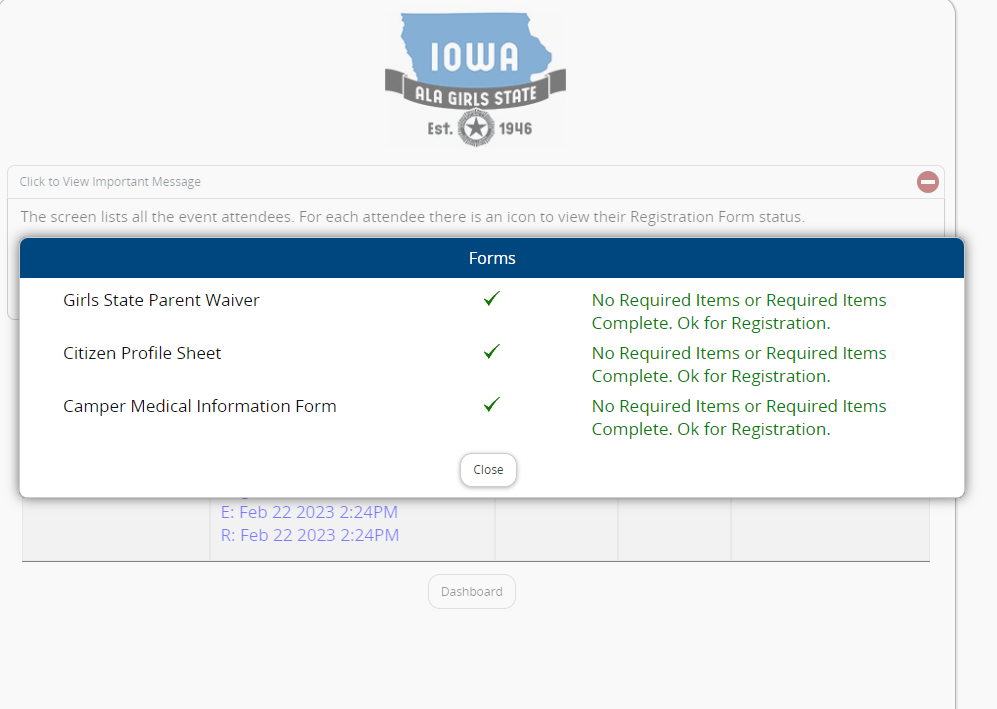 IOWA
ALA GIRLS STATE
Est. 1946
Click to View Important Message
The screen lists all the event attendees. For each attendee there is an icon to view their Registration Form status.
Forms
Girls State Parent Waiver ✓ No Required Items or Required Items
Complete. Ok for Registration.
Citizen Profile Sheet ✓ No Required Items or Required Items
Complete. Ok for Registration.
Camper Medical Information Form ✓ No Required Items or Required Items
Complete. Ok for Registration.
Close
E: Feb 22 2023 2:24PM
R: Feb 22 2023 2:24PM
Dashboard